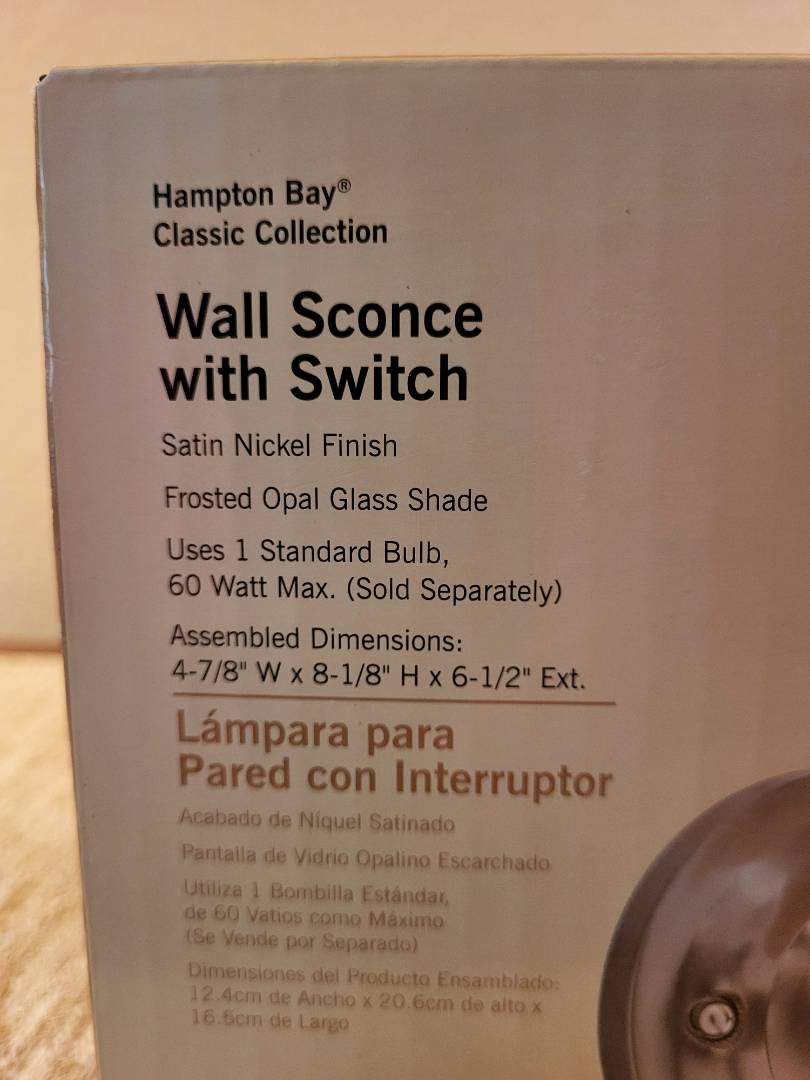 Hampton Bay®
Classic Collection
Wall Sconce
with Switch
Satin Nickel Finish
Frosted Opal Glass Shade
Uses 1 Standard Bulb,
60 Watt Max. (Sold Separately)
Assembled Dimensions:
4-7/8" W x 8-1/8" H x 6-1/2" Ext.
Lámpara para
Pared con Interruptor
Acabado de Níquel Satinado
Pantalla de Vidrio Opalino Escarchado
Utiliza 1 Bombilla Estándar,
de 60 Vatios como Máximo
(Se Vende por Separado)
Dimensiones del Producto Ensamblado:
12.4cm de Ancho x 20.6cm de alto x
16.5cm de Largo